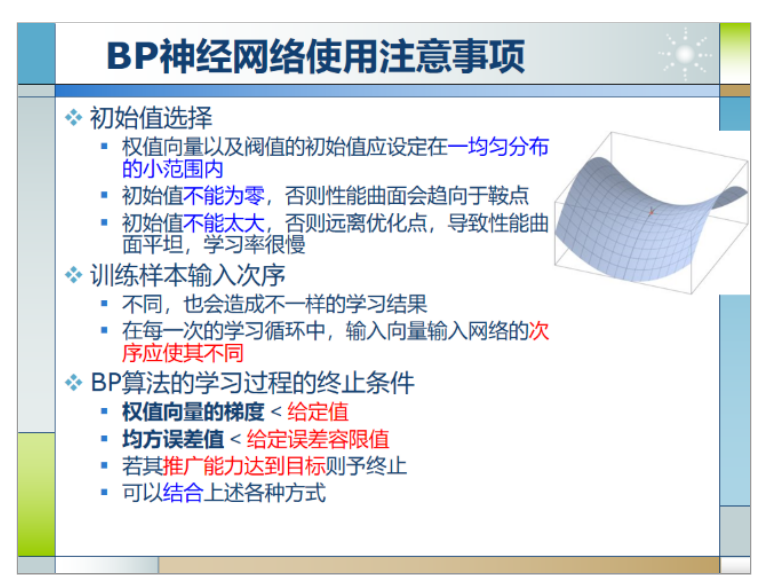 BP神经网络使用注意事项
初始值选择
权值向量以及阀值的初始值应设定在一均匀分布
的小范围内
初始值不能为零，否则性能曲面会趋向于鞍点
初始值不能太大，否则远离优化点，导致性能曲
面平坦，学习率很慢
训练样本输入次序
不同，也会造成不一样的学习结果
在每一次的学习循环中，输入向量输入网络的次
序应使其不同
BP算法的学习过程的终止条件
权值向量的梯度 < 给定值
均方误差值 < 给定误差容限值
若其推广能力达到目标则予终止
可以结合上述各种方式